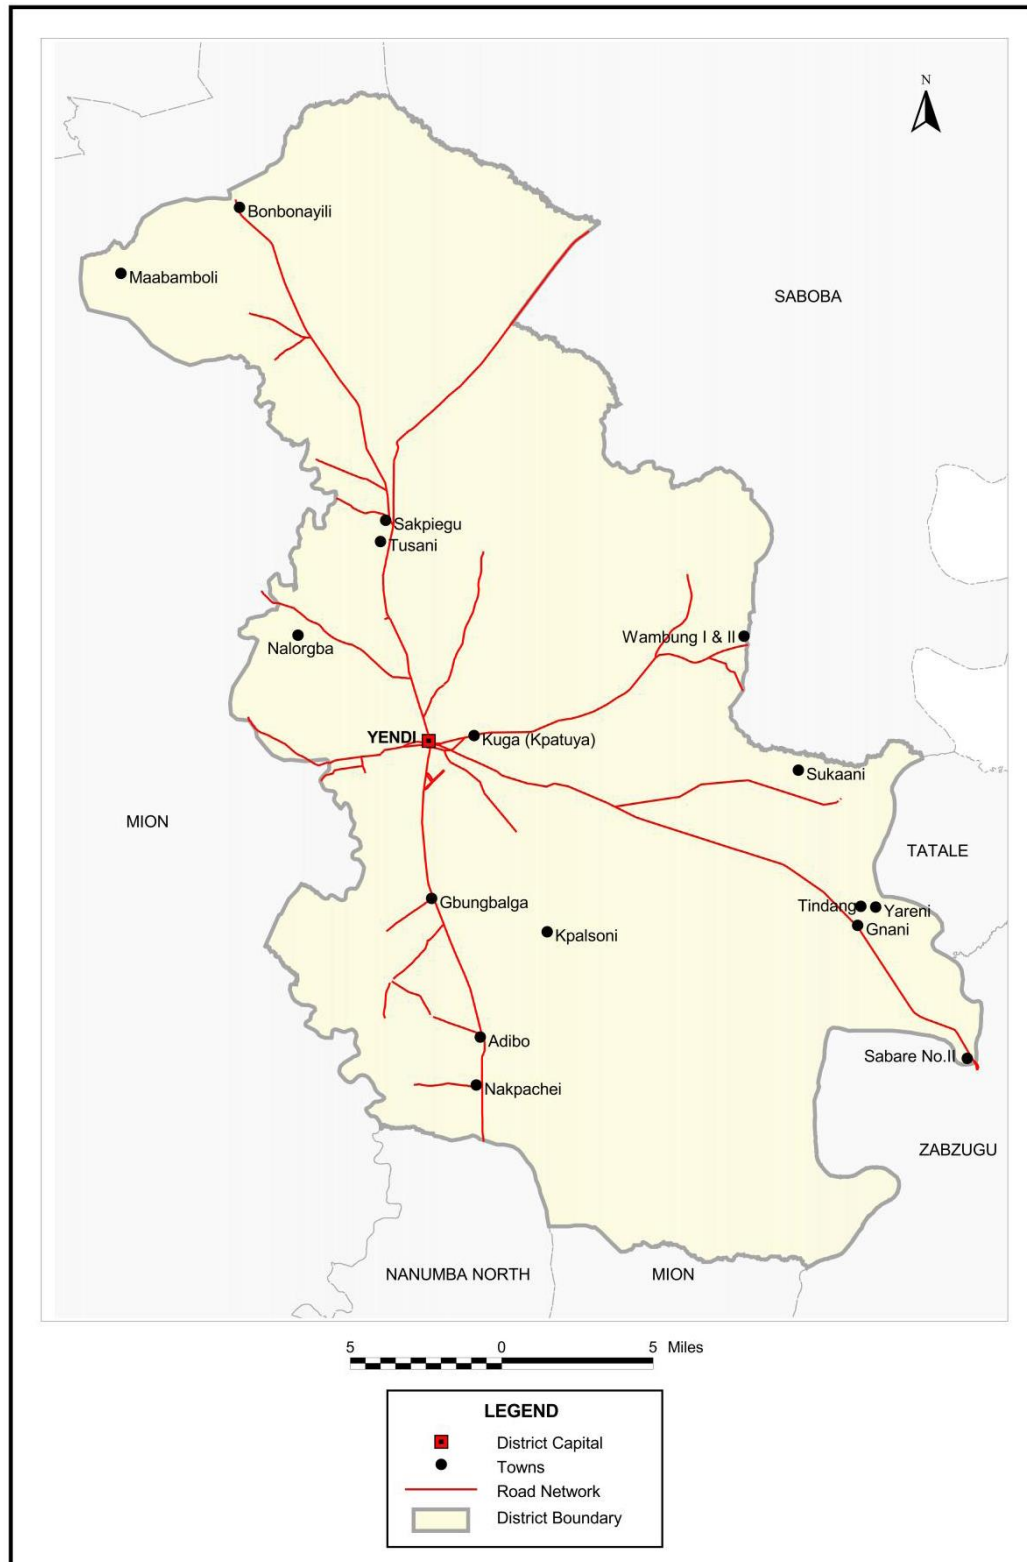 N
Bonbonayili
Maabamboli
SABOBA
Sakpiegu
Tusani
Wambung I & II
Nalorgba
YENDI
Kuga (Kpatuya)
Sukaani
MION
TATALE
Gbungbalga
Tindang
Yareni
Gnani
Kpalsoni
Adibo
Sabare No.II
Nakpachei
ZABZUGU
NANUMBA NORTH
MION
5 0 5 Miles
LEGEND
District Capital
Towns
Road Network
District Boundary